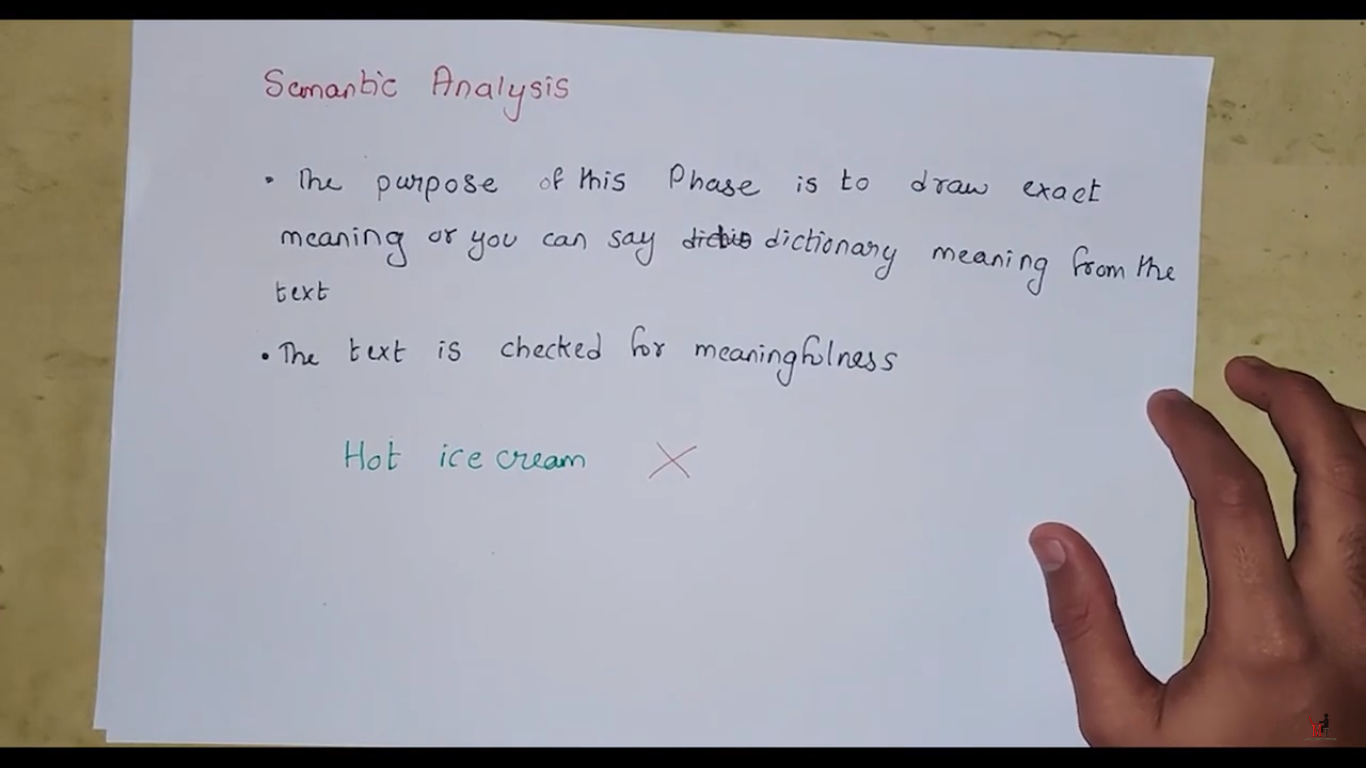 Semantic Analysis
• The purpose of this Phase is to draw exact
meaning or you can say dictionary meaning from the
text
• The text is checked for meaningfulness
Hot ice cream ✗